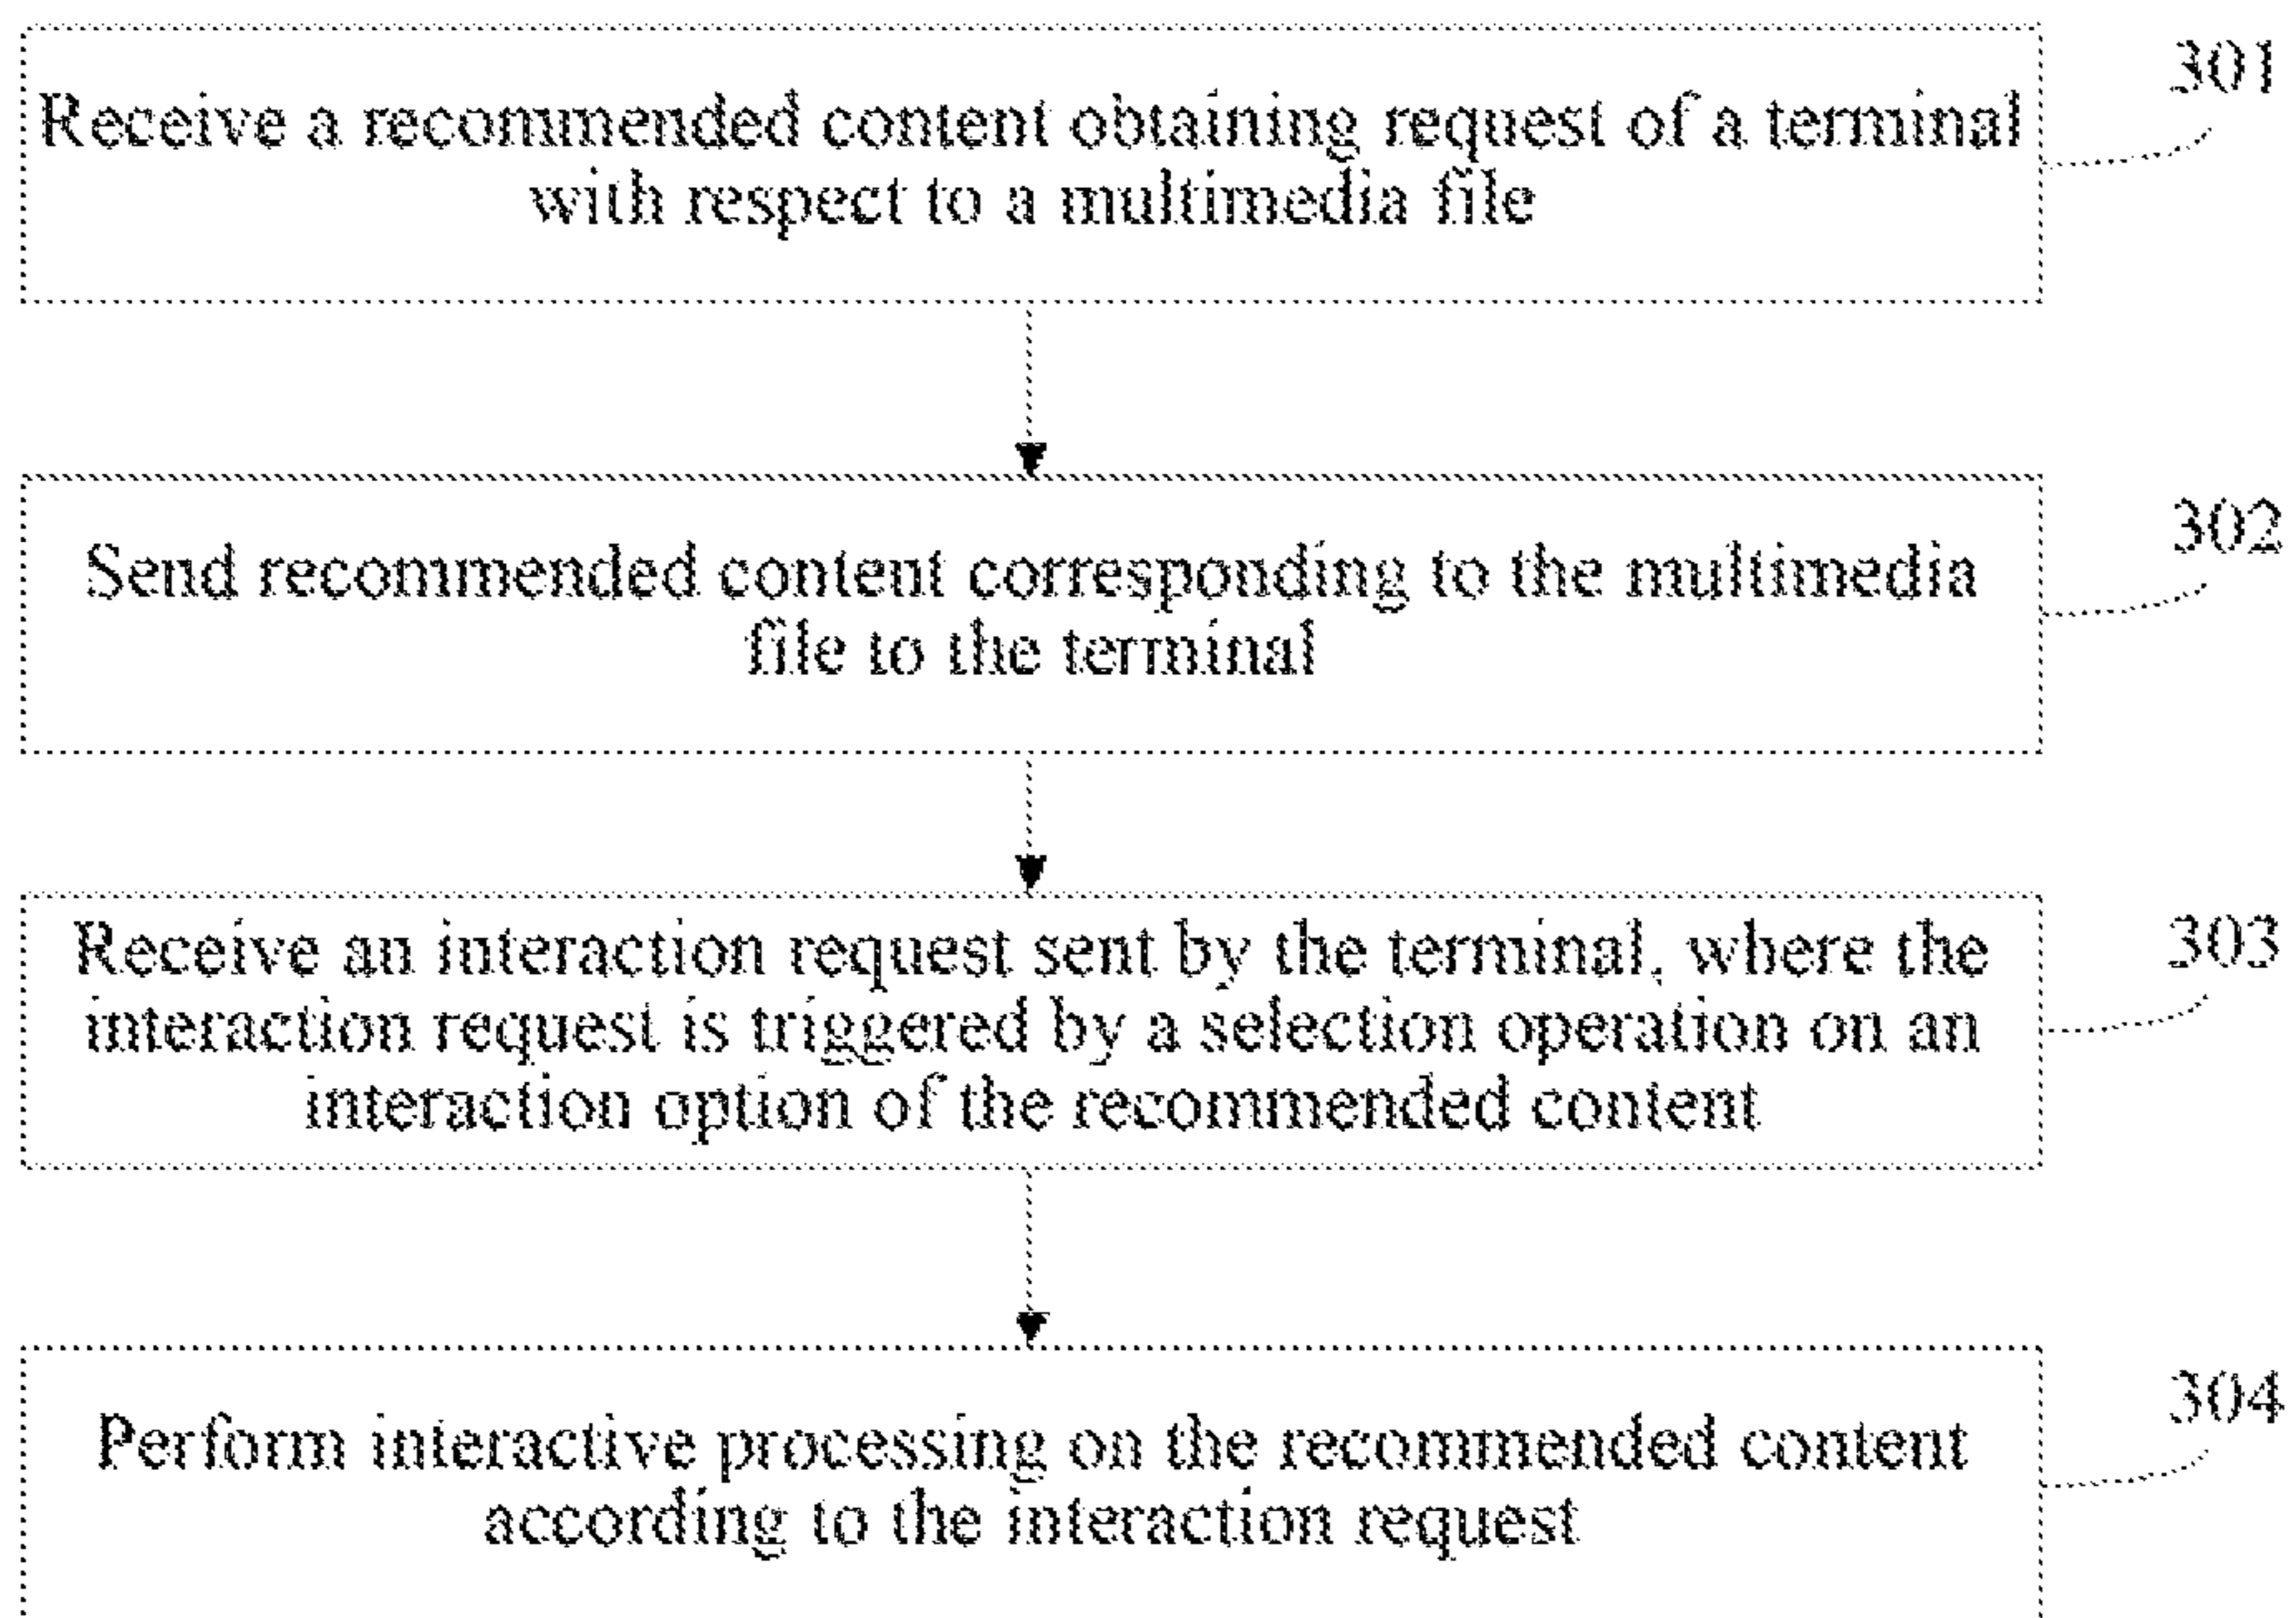 301
Receive a recommended content obtaining request of a terminal
with respect to a multimedia file
302
Send recommended content corresponding to the multimedia
file to the terminal
303
Receive an interaction request sent by the terminal, where the
interaction request is triggered by a selection operation on an
interaction option of the recommended content
304
Perform interactive processing on the recommended content
according to the interaction request